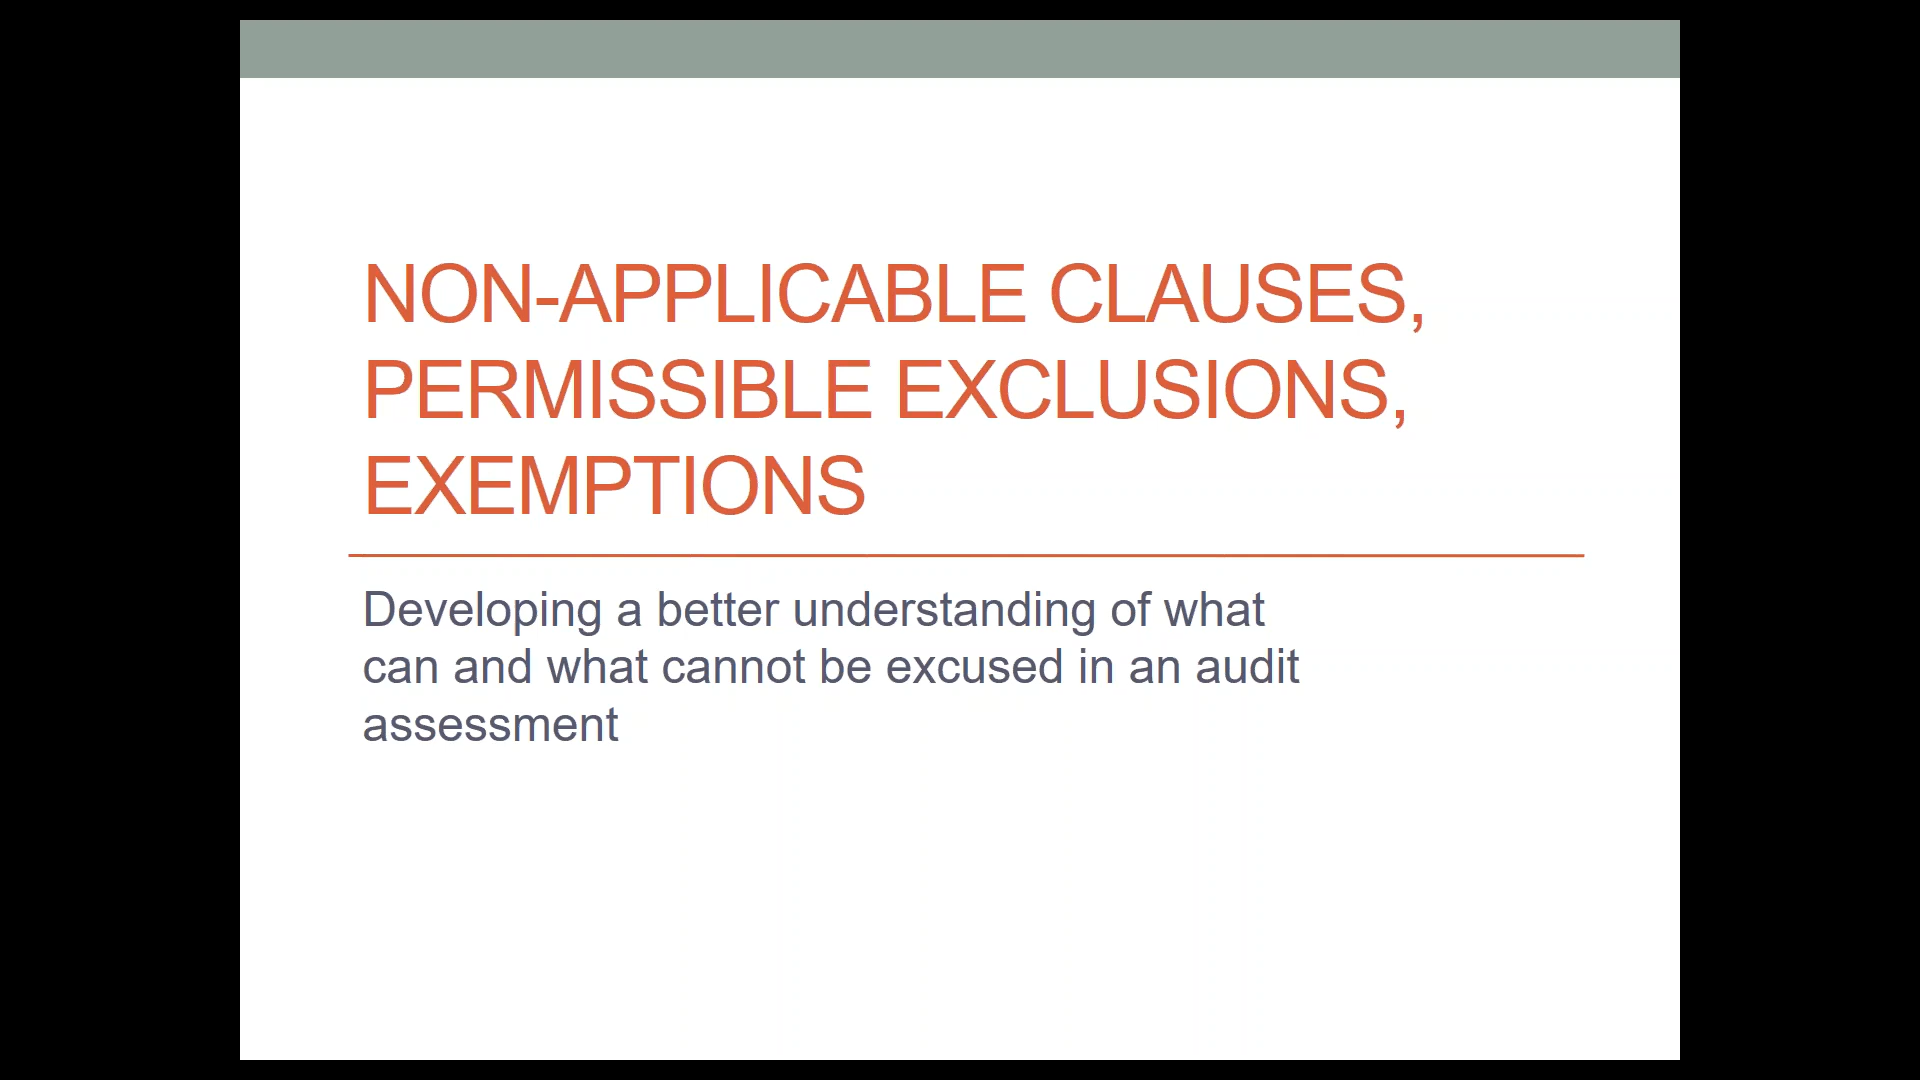 NON-APPLICABLE CLAUSES,
PERMISSIBLE EXCLUSIONS,
EXEMPTIONS
Developing a better understanding of what
can and what cannot be excused in an audit
assessment